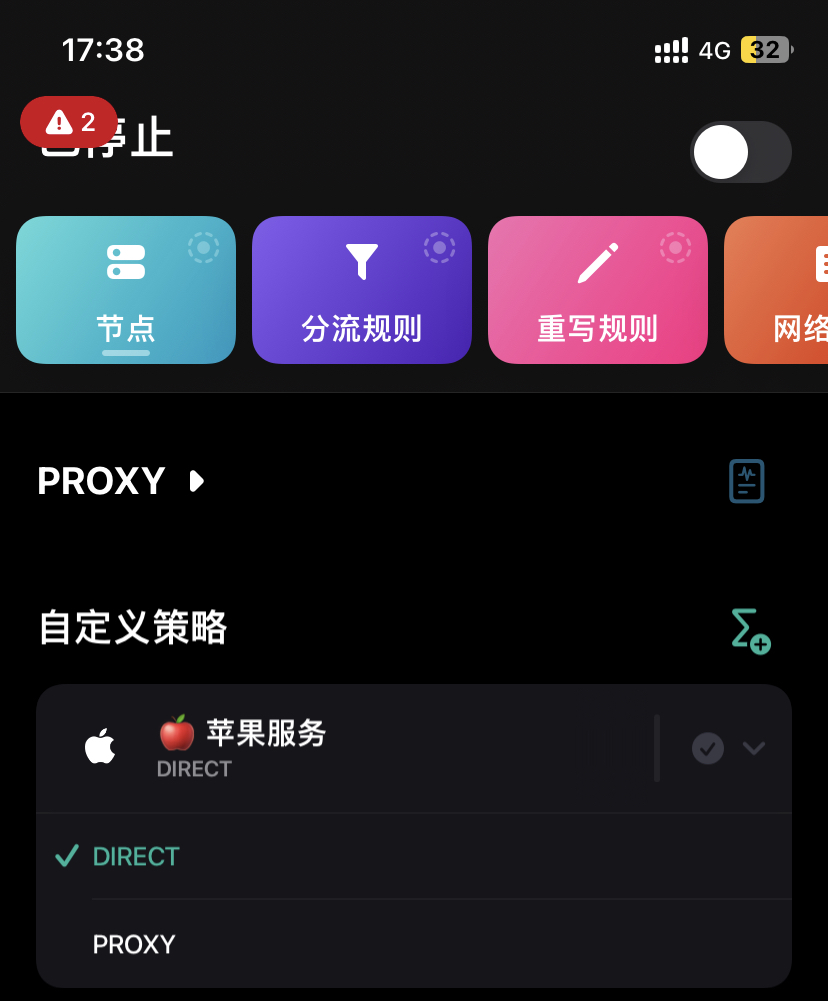 17:38
4G 32
2
停止
节点
分流规则
重写规则
网络
PROXY
自定义策略
苹果服务
DIRECT
DIRECT
PROXY